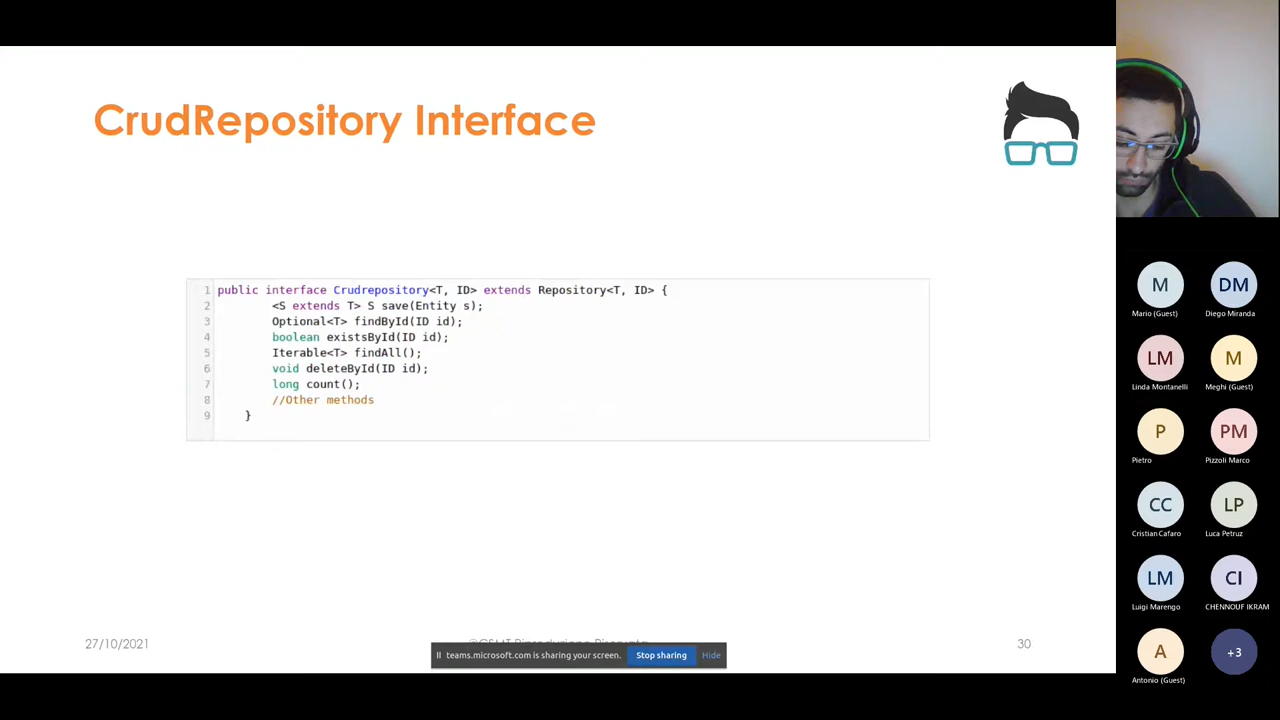 CrudRepository Interface
1 public interface Crudrepository<T, ID> extends Repository<T, ID> {
2 <S extends T> S save(Entity s);
3 Optional<T> findById(ID id);
4 boolean existsById(ID id);
5 Iterable<T> findAll();
6 void deleteById(ID id);
7 long count();
8 //Other methods
9 }
27/10/2021
30
teams.microsoft.com is sharing your screen. Stop sharing Hide
M DM
Mario (Guest) Diego Miranda
LM M
Linda Montanelli Meghi (Guest)
P PM
Pietro Pizzoli Marco
CC LP
Cristian Cafaro Luca Petruz
LM CI
Luigi Marengo CHENNOUF IKRAM
A +3
Antonio (Guest)